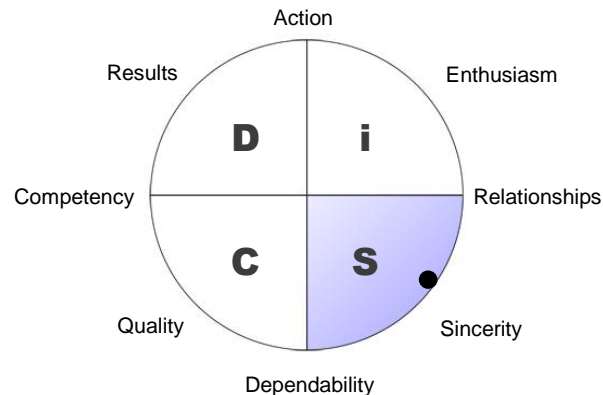 Action
Results
Enthusiasm
D
i
Competency
Relationships
C
S
Quality
Sincerity
Dependability